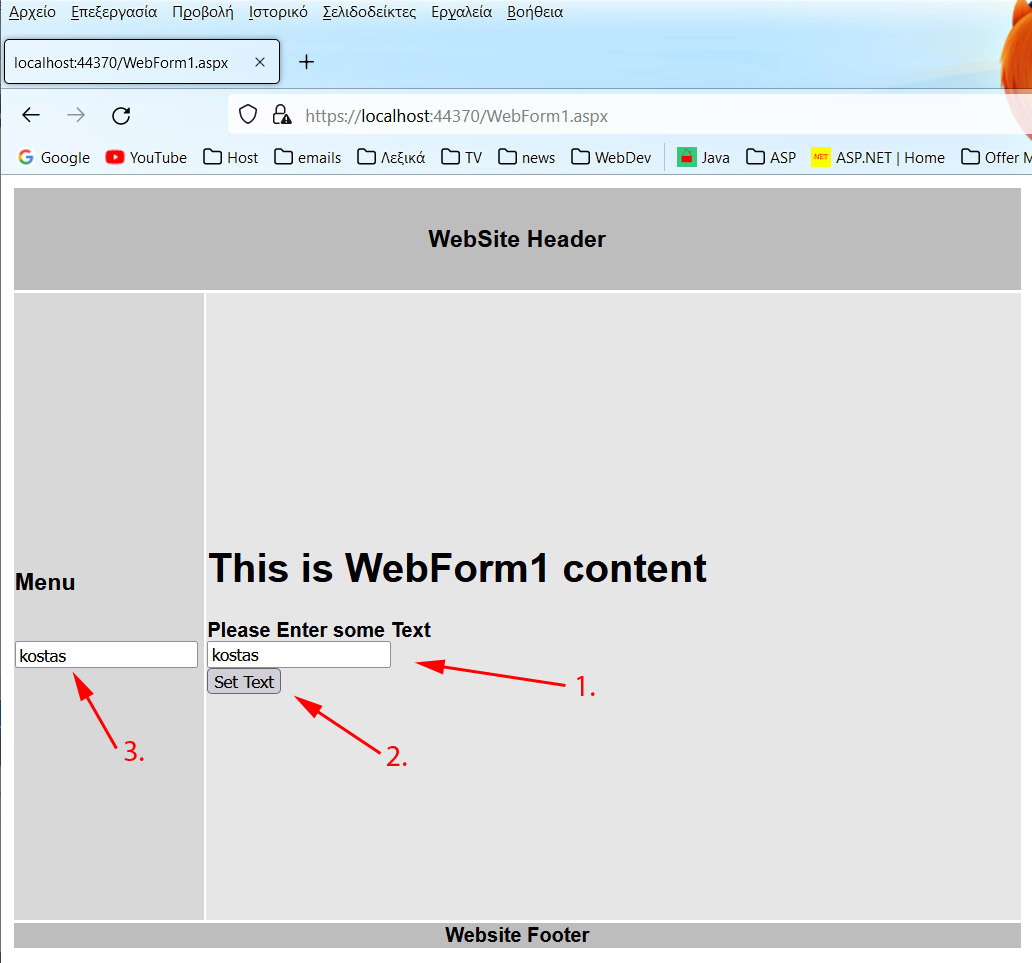 Αρχείο Επεξεργασία Προβολή Ιστορικό Σελιδοδείκτες Εργαλεία Βοήθεια
localhost:44370/WebForm1.aspx
https://localhost:44370/WebForm1.aspx
Google YouTube Host emails Λεξικά TV news WebDev Java ASP NET ASP.NET | Home Offer M
WebSite Header
This is WebForm1 content
Menu
Please Enter some Text
kostas kostas
Set Text
1.
3. 2.
Website Footer